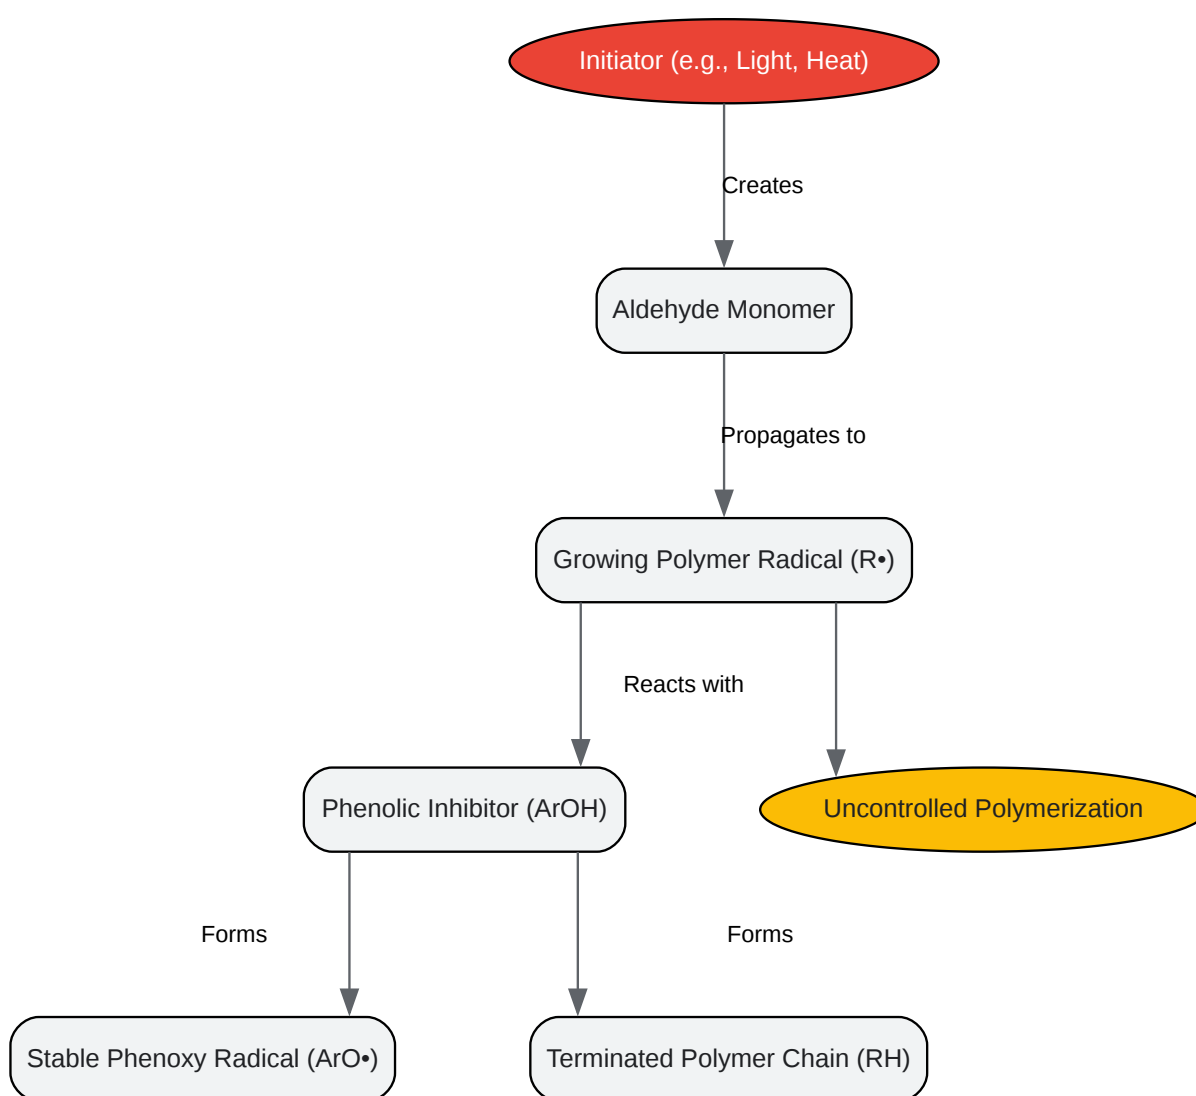 Initiator (e.g., Light, Heat)
Creates
Aldehyde Monomer
Propagates to
Growing Polymer Radical (R•)
Reacts with
Phenolic Inhibitor (ArOH)
Uncontrolled Polymerization
Forms
Forms
Stable Phenoxy Radical (ArO•)
Terminated Polymer Chain (RH)